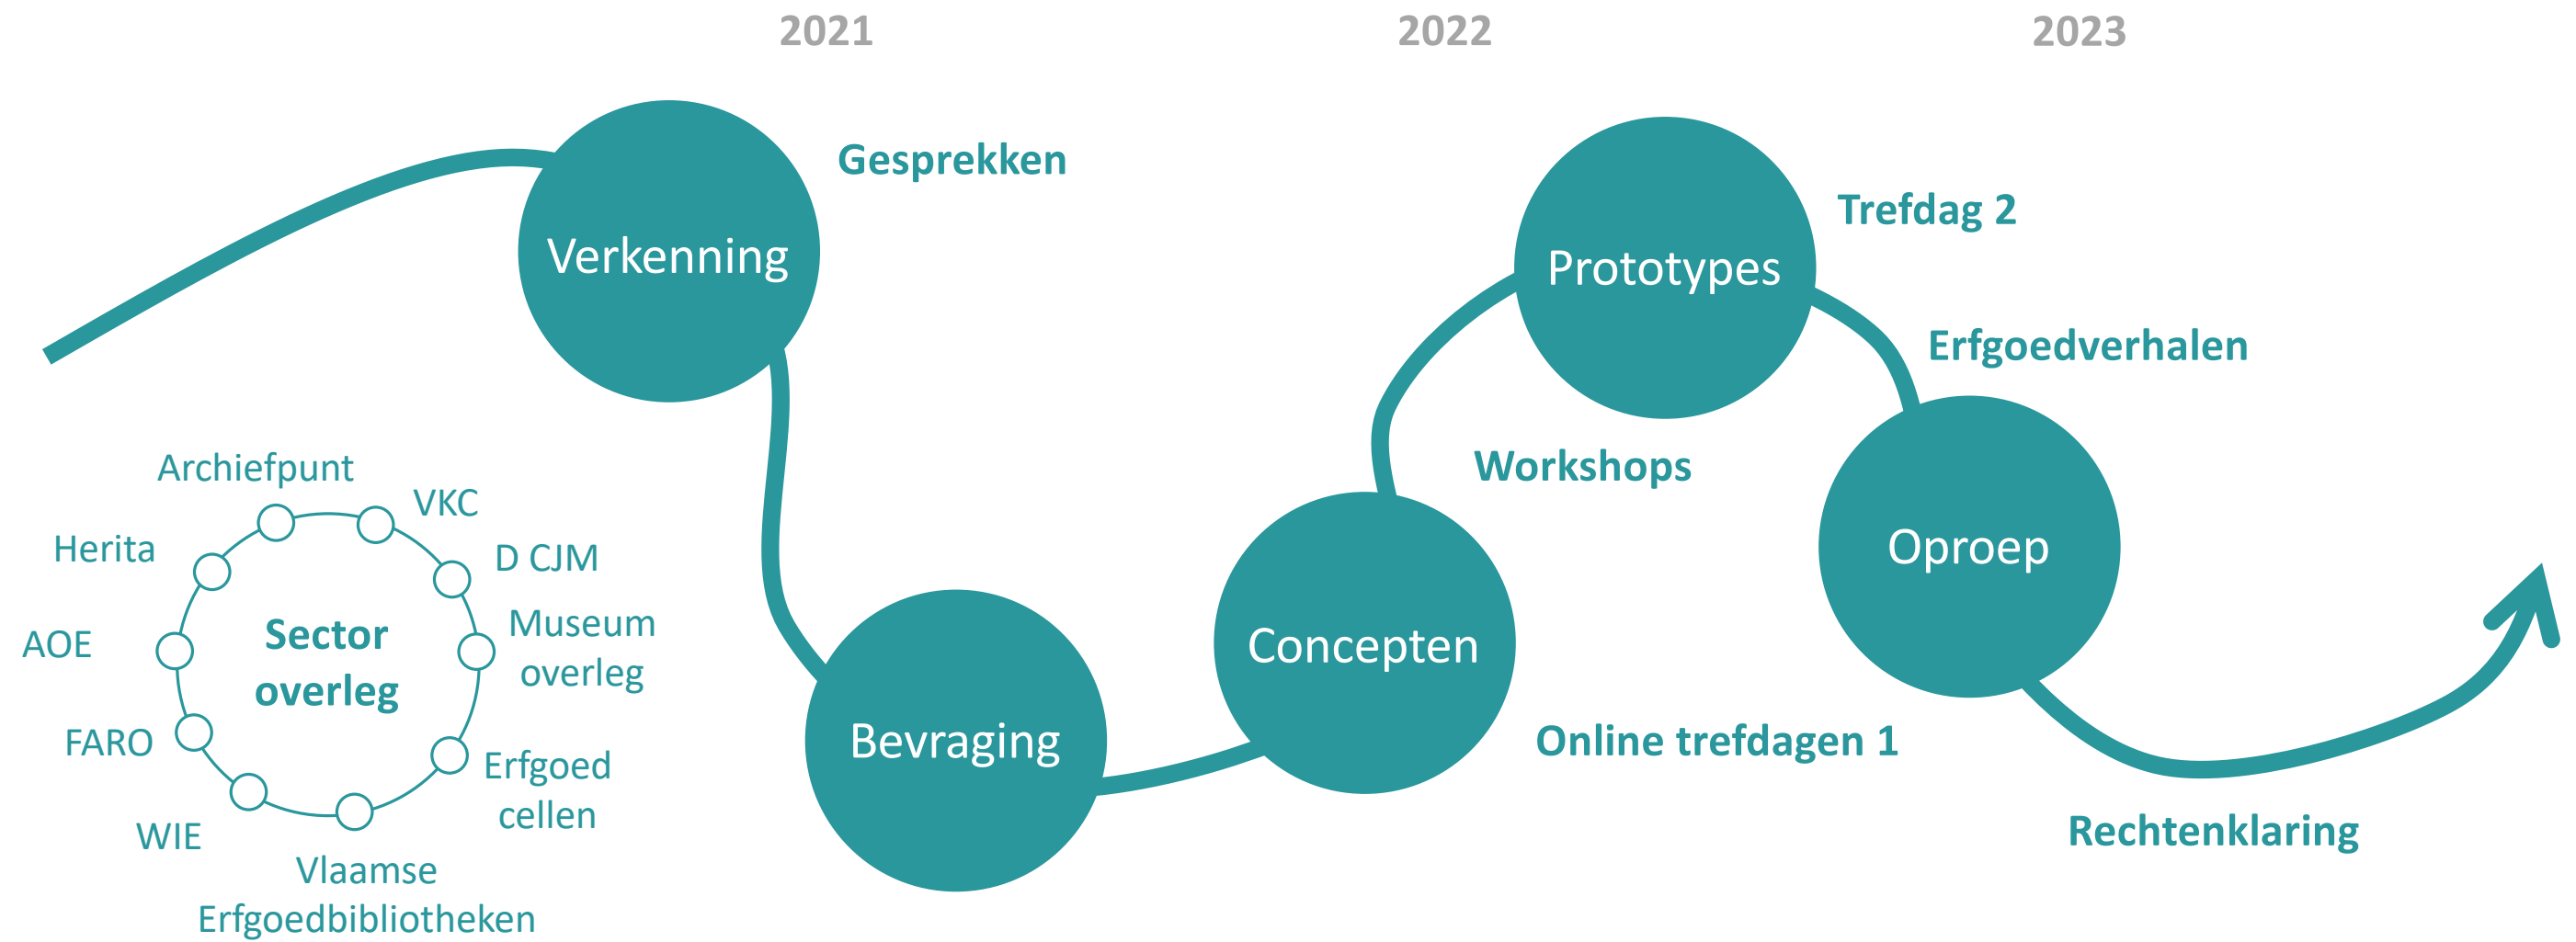 2021
2022
2023
Verkenning
Gesprekken
Prototypes
Trefdag 2
Erfgoedverhalen
Workshops
Oproep
Concepten
Bevraging
Online trefdagen 1
Rechtenklaring
Sector
overleg
Archiefpunt
VKC
D CJM
Museum
overleg
Erfgoed
cellen
Vlaamse
Erfgoedbibliotheken
WIE
FARO
AOE
Herita